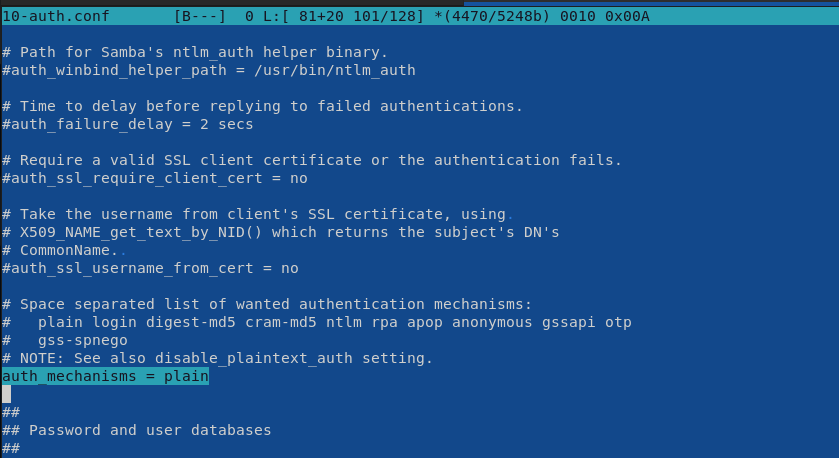 10-auth.conf       [B---]  0 L:[ 81+20 101/128] *(4470/5248b) 0010 0x00A
# Path for Samba's ntlm_auth helper binary.
#auth_winbind_helper_path = /usr/bin/ntlm_auth
# Time to delay before replying to failed authentications.
#auth_failure_delay = 2 secs
# Require a valid SSL client certificate or the authentication fails.
#auth_ssl_require_client_cert = no
# Take the username from client's SSL certificate, using.
# X509_NAME_get_text_by_NID() which returns the subject's DN's
# CommonName..
#auth_ssl_username_from_cert = no
# Space separated list of wanted authentication mechanisms:
#   plain login digest-md5 cram-md5 ntlm rpa apop anonymous gssapi otp
#   gss-spnego
# NOTE: See also disable_plaintext_auth setting.
auth_mechanisms = plain
##
## Password and user databases
##